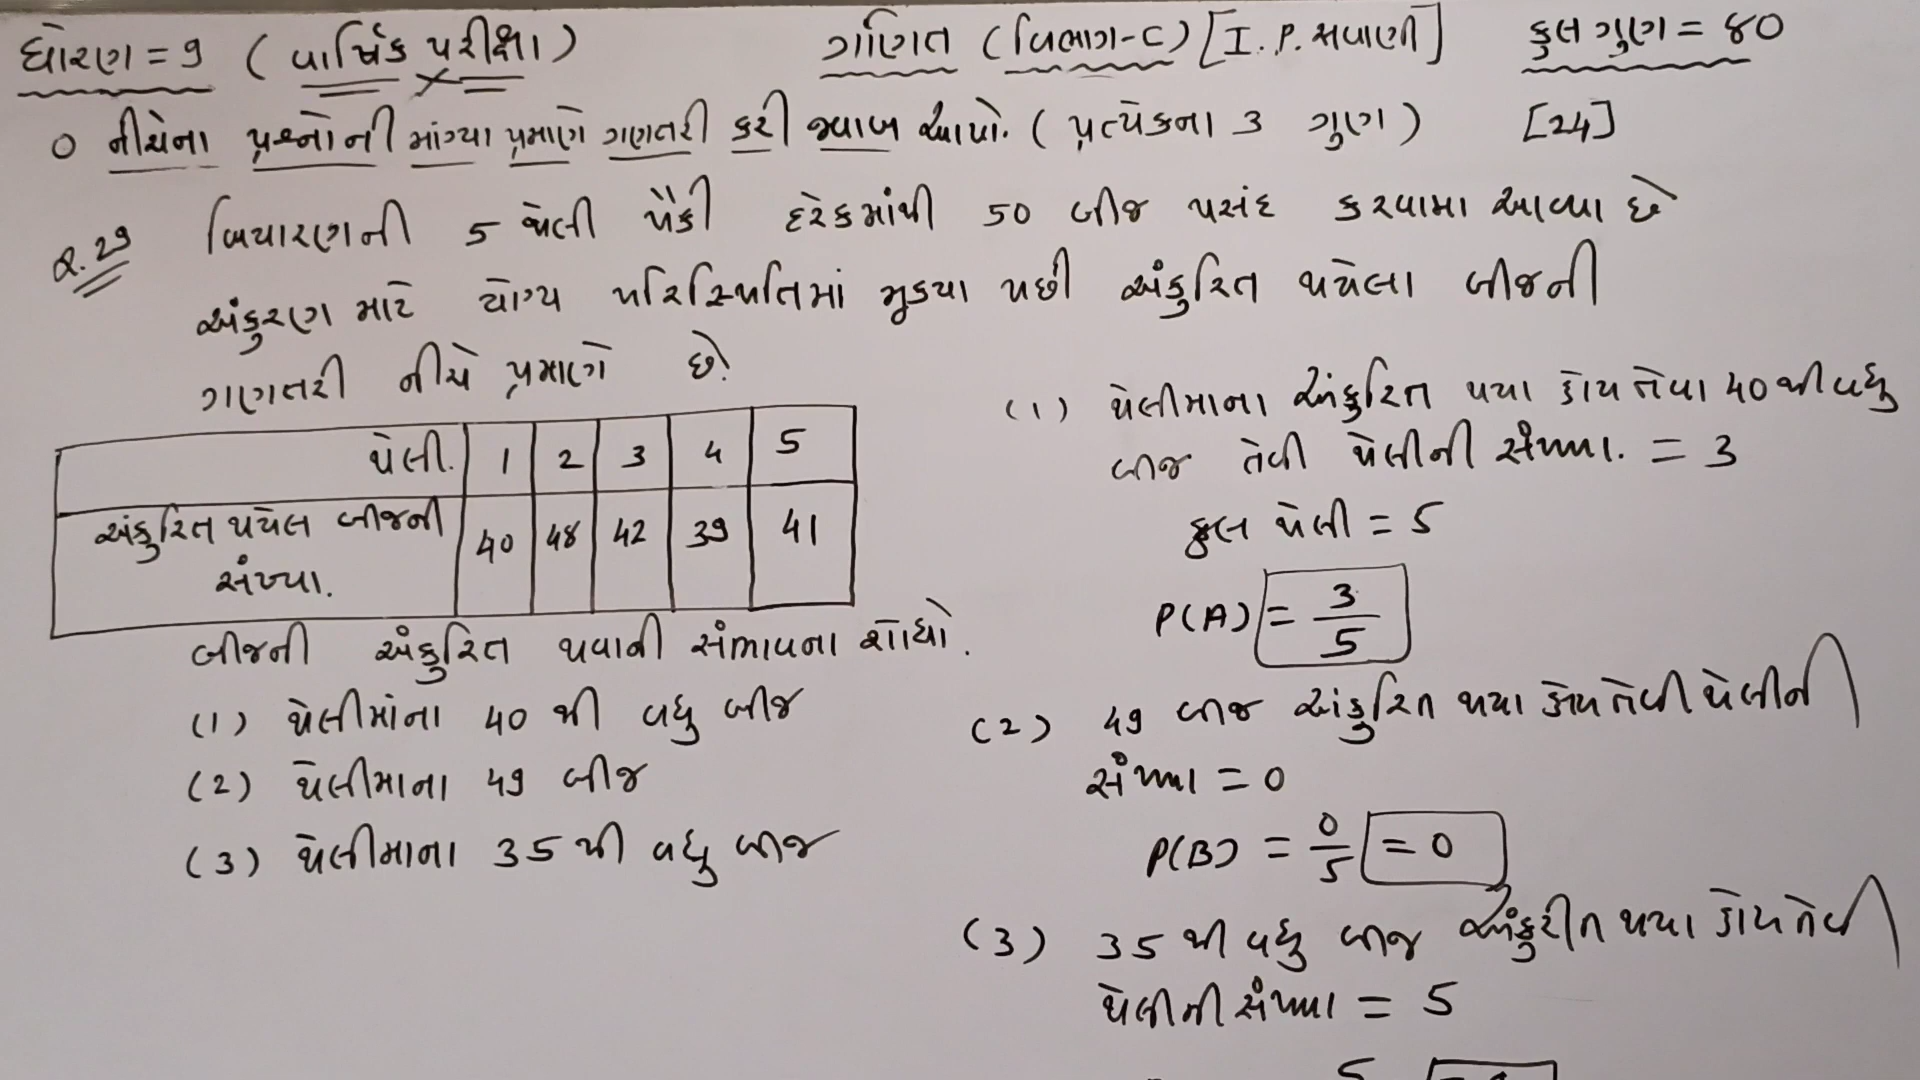 ધોરણ = 9 ( વાર્ષિક પરીક્ષા ) ગણિત ( વિભાગ-C ) [ I. P. સવાણી ] કુલ ગુણ = ૪૦
૦ નીચેના પ્રશ્નોની માંગ્યા પ્રમાણે ગણતરી કરી જવાબ આપો. ( પ્રત્યેકના 3 ગુણ ) [24]
Q. 29 બિયારણની 5 થેલી પૈકી દરેકમાંથી 50 બીજ પસંદ કરવામા આવ્યા છે
અંકુરણ માટે યોગ્ય પરિસ્થિતિમાં મૂકયા પછી અંકુરિત થયેલા બીજની
ગણતરી નીચે પ્રમાણે છે.
થેલી. 1 2 3 4 5
અંકુરિત થયેલ બીજની સંખ્યા. 40 48 42 39 41
બીજની અંકુરિત થવાની સંભાવના શોધો.
(1) થેલીમાંના 40 થી વધુ બીજ
(2) થેલીમાના 49 બીજ
(3) થેલીમાના 35 થી વધુ બીજ
(1) થેલીમાના અંકુરિત થયા હોય તેવા 40 થી વધુ
બીજ તેવી થેલીની સંખ્યા. = 3
કુલ થેલી = 5
P(A) = 3/5
(2) 49 બીજ અંકુરિત થયા હોય તેવી થેલીની
સંખ્યા = 0
P(B) = 0/5 = 0
(3) 35 થી વધુ બીજ અંકુરીત થયા હોય તેવી
થેલીની સંખ્યા = 5